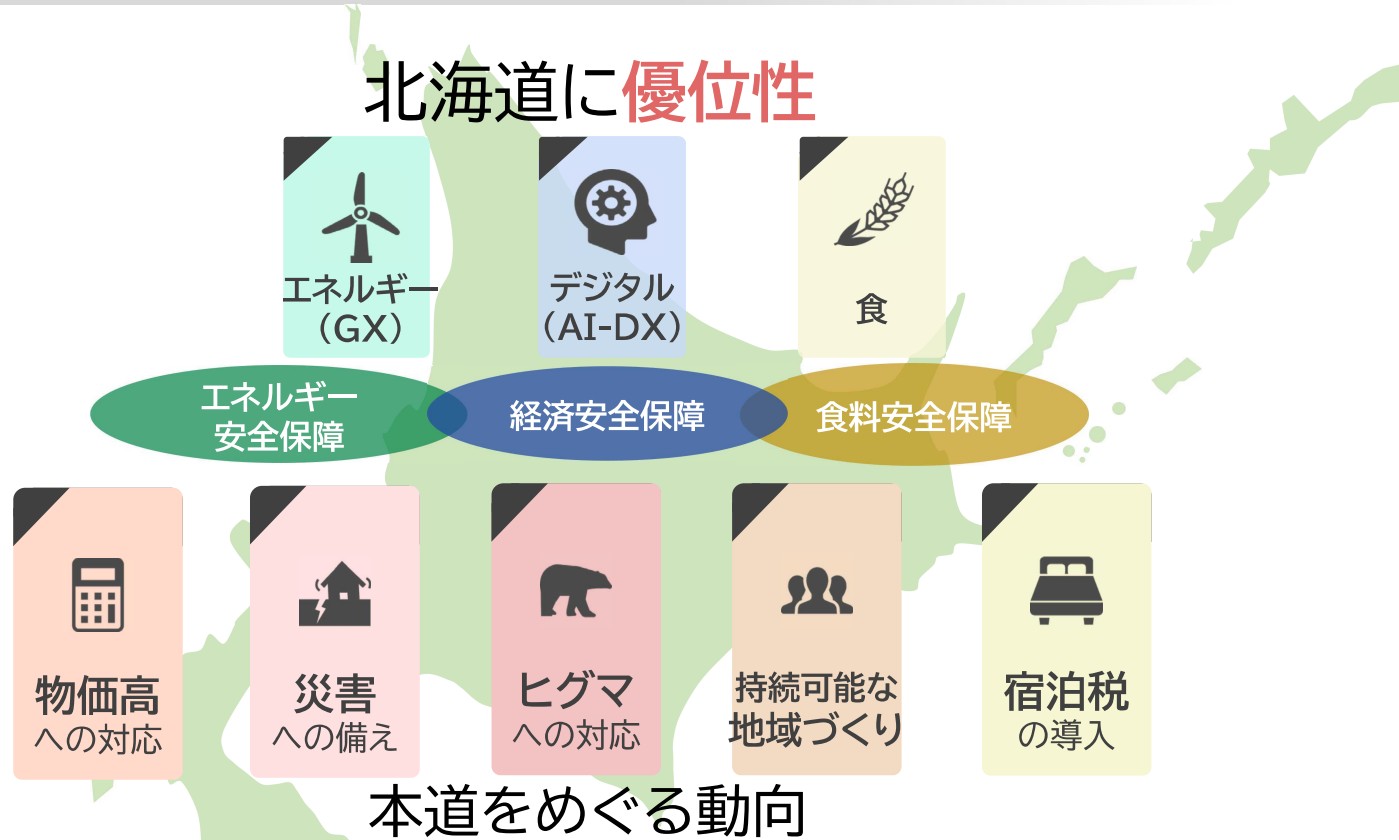 北海道に優位性
エネルギー
（GX）
デジタル
（AI-DX）
食
エネルギー
安全保障
経済安全保障
食料安全保障
物価高
への対応
災害
への備え
ヒグマ
への対応
持続可能な
地域づくり
宿泊税
の導入
本道をめぐる動向